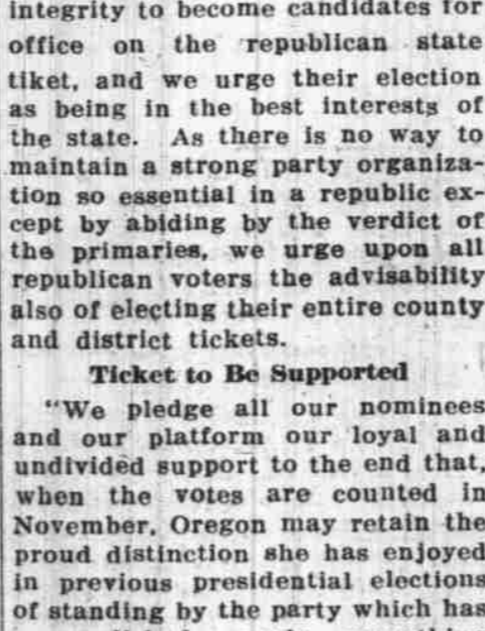 integrity to become candidates for
office on the republican state
tiket, and we urge their election
as being in the best interests of
the state. As there is no way to
maintain a strong party organiza-
tion so essential in a republic ex-
cept by abiding by the verdict of
the primaries, we urge upon all
republican voters the advisability
also of electing their entire county
and district tickets.
Ticket to Be Supported
"We pledge all our nominees
and our platform our loyal and
undivided support to the end that,
when the votes are counted in
November, Oregon may retain the
proud distinction she has enjoyed
in previous presidential elections
of standing by the party which has